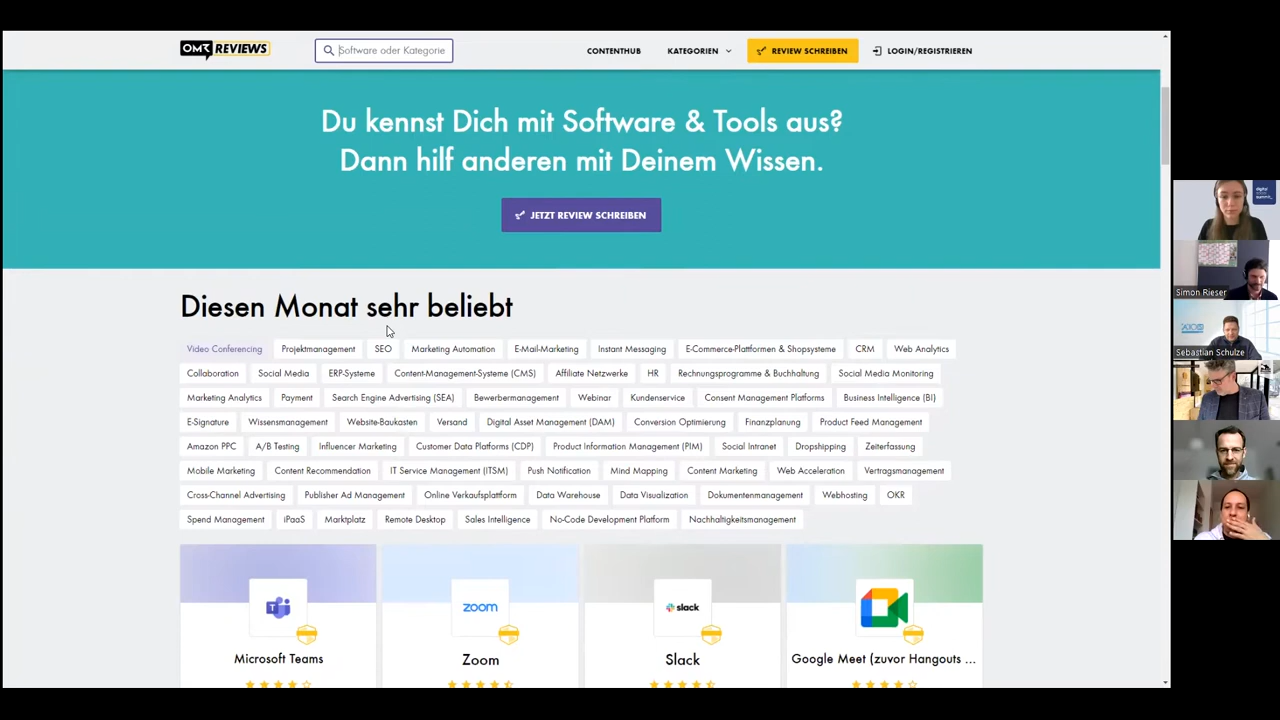 OMR REVIEWS
Software oder Kategorie
CONTENTHUB
KATEGORIEN
REVIEW SCHREIBEN
LOGIN/REGISTRIEREN
Du kennst Dich mit Software & Tools aus?
Dann hilf anderen mit Deinem Wissen.
JETZT REVIEW SCHREIBEN
Diesen Monat sehr beliebt
Video Conferencing Projektmanagement SEO Marketing Automation E-Mail-Marketing Instant Messaging E-Commerce-Plattformen & Shopsysteme CRM Web Analytics
Collaboration Social Media ERP-Systeme Content-Management-Systeme (CMS) Affiliate Netzwerke HR Rechnungsprogramme & Buchhaltung Social Media Monitoring
Marketing Analytics Payment Search Engine Advertising (SEA) Bewerbermanagement Webinar Kundenservice Consent Management Platforms Business Intelligence (BI)
E-Signature Wissensmanagement Website-Baukasten Versand Digital Asset Management (DAM) Conversion Optimierung Finanzplanung Product Feed Management
Amazon PPC A/B Testing Influencer Marketing Customer Data Platforms (CDP) Product Information Management (PIM) Social Intranet Dropshipping Zeiterfassung
Mobile Marketing Content Recommendation IT Service Management (ITSM) Push Notification Mind Mapping Content Marketing Web Acceleration Vertragsmanagement
Cross-Channel Advertising Publisher Ad Management Online Verkaufsplattform Data Warehouse Data Visualization Dokumentenmanagement Webhosting OKR
Spend Management iPaaS Marktplatz Remote Desktop Sales Intelligence No-Code Development Platform Nachhaltigkeitsmanagement
zoom
slack
Microsoft Teams
Zoom
Slack
Google Meet (zuvor Hangouts ...
digital
summit
Simon Rieser
Sebastian Schulze